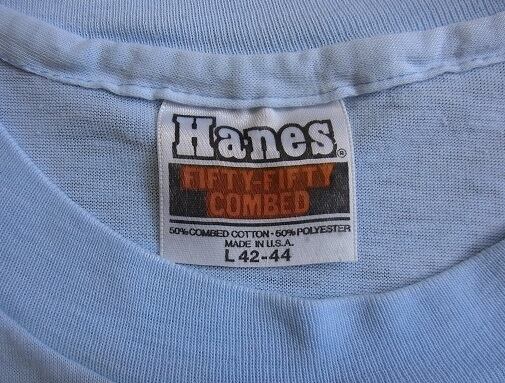 Hanes®
FIFTY-FIFTY
COMBED
50% COMBED COTTON - 50% POLYESTER
MADE IN U.S.A.
L 42-44